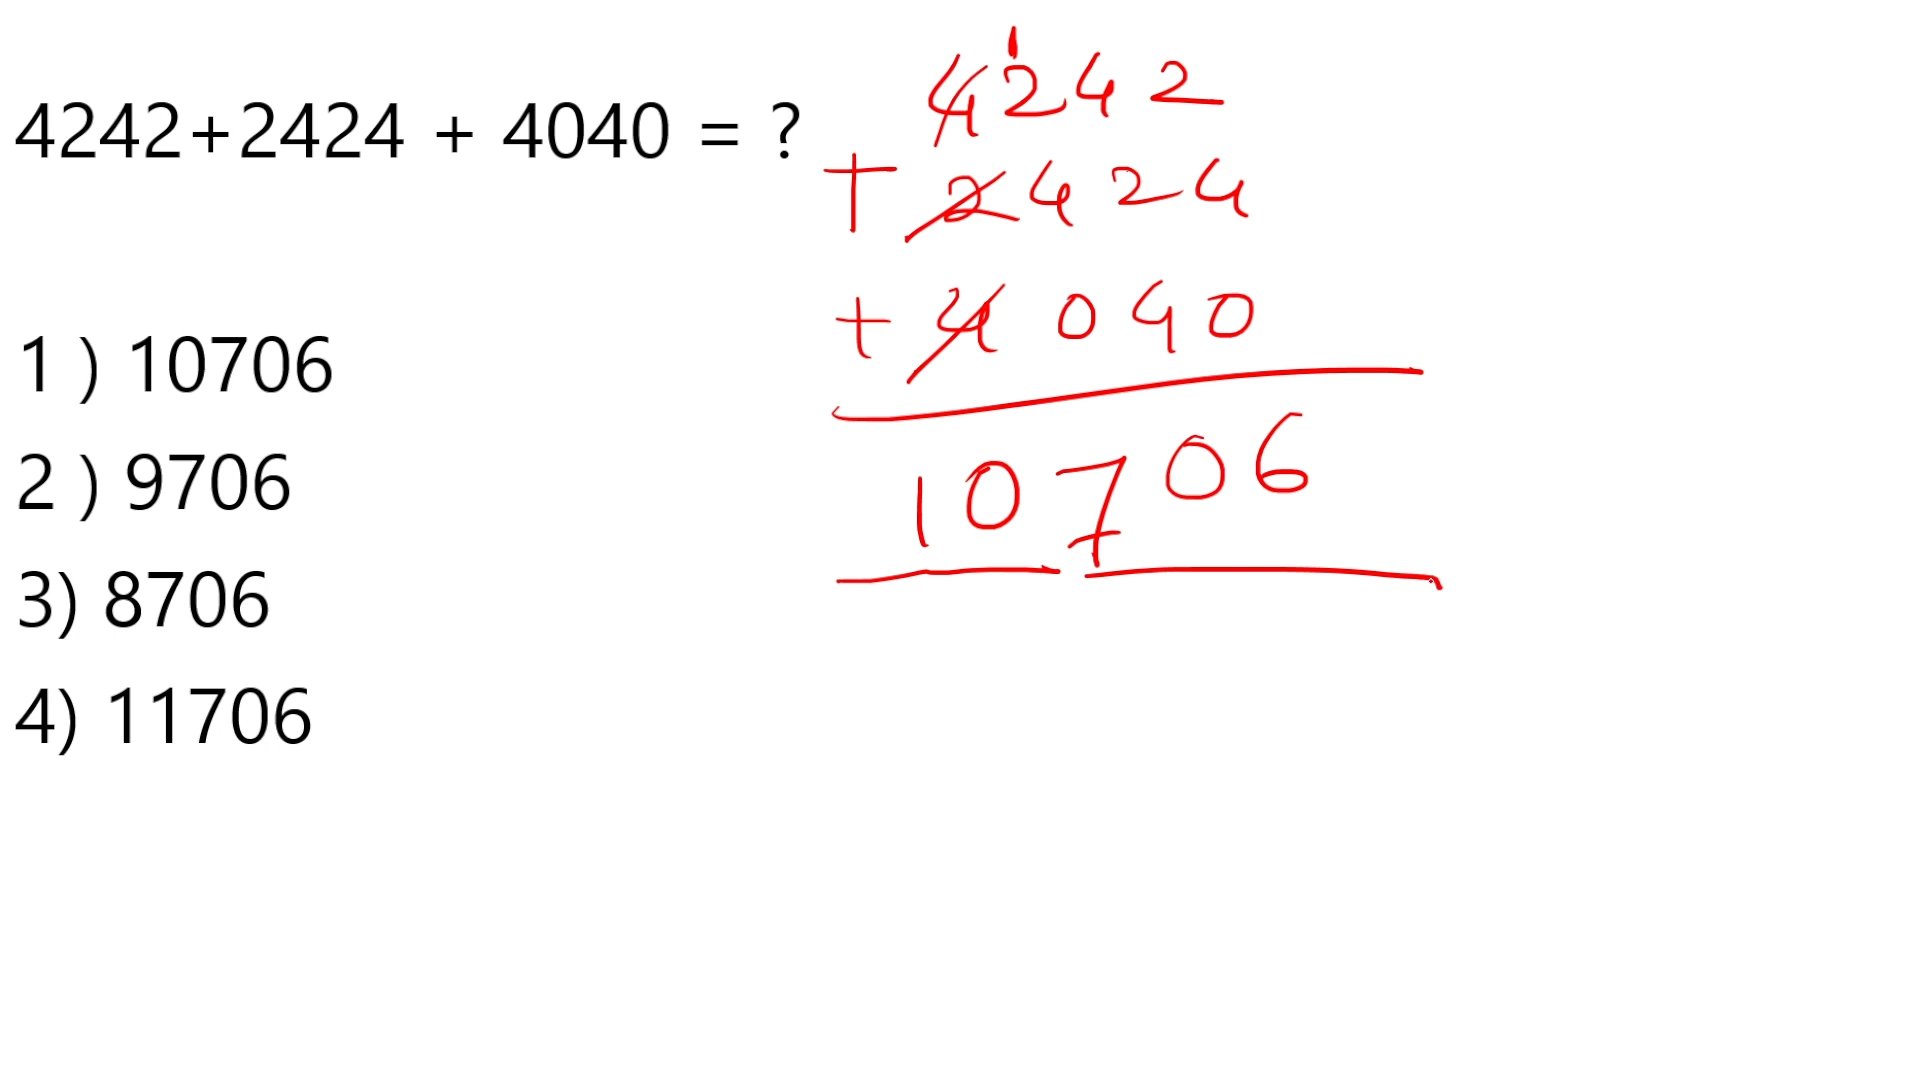 4242+2424 + 4040 = ?
1 ) 10706
2 ) 9706
3) 8706
4) 11706
1
4242
+ 2424
+ 4040
10706